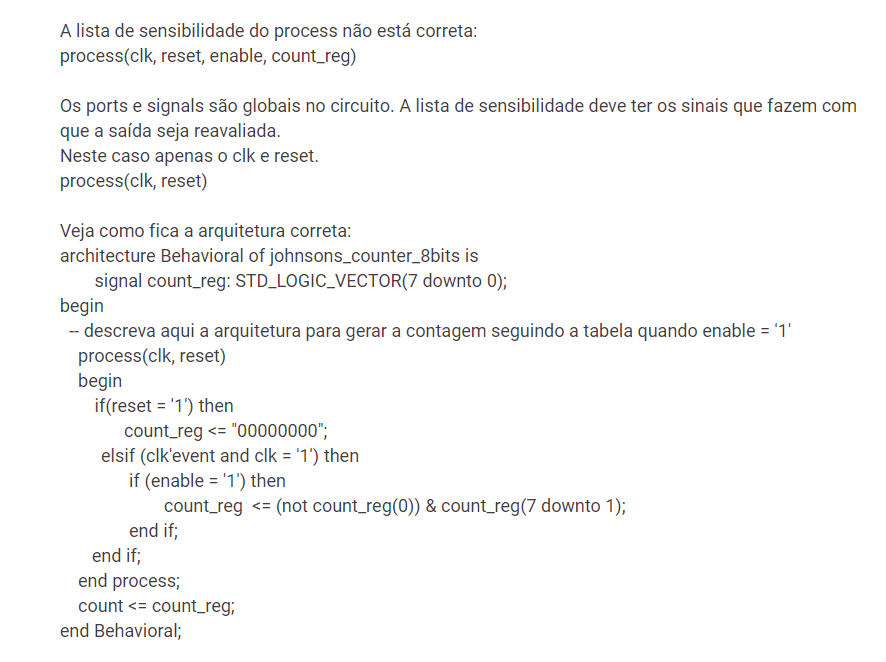 A lista de sensibilidade do process não está correta:
process(clk, reset, enable, count_reg)
Os ports e signals são globais no circuito. A lista de sensibilidade deve ter os sinais que fazem com
que a saída seja reavaliada.
Neste caso apenas o clk e reset.
process(clk, reset)
Veja como fica a arquitetura correta:
architecture Behavioral of johnsons_counter_8bits is
signal count_reg: STD_LOGIC_VECTOR(7 downto 0);
begin
-- descreva aqui a arquitetura para gerar a contagem seguindo a tabela quando enable = '1'
process(clk, reset)
begin
if(reset = '1') then
count_reg <= "00000000";
elsif (clk'event and clk = '1') then
if (enable = '1') then
count_reg <= (not count_reg(0)) & count_reg(7 downto 1);
end if;
end if;
end process;
count <= count_reg;
end Behavioral;